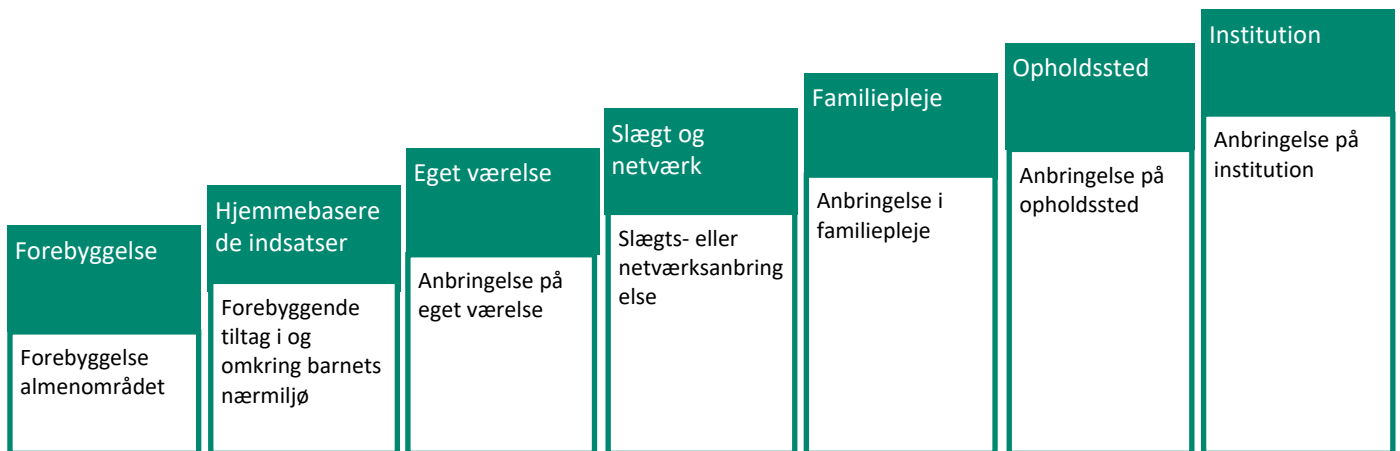 Forebyggelse
Forebyggelse
almenområdet
Hjemmebasere
de indsatser
Forebyggende
tiltag i og
omkring barnets
nærmiljø
Eget værelse
Anbringelse på
eget værelse
Slægt og
netværk
Slægts- eller
netværksanbring
else
Familiepleje
Anbringelse i
familiepleje
Opholdssted
Anbringelse på
opholdssted
Institution
Anbringelse på
institution